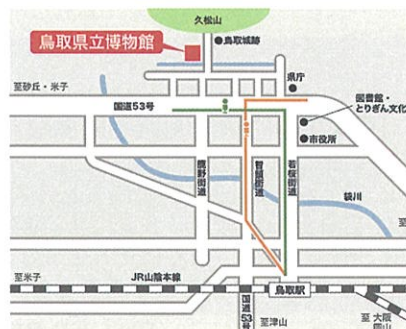 久松山
鳥取県立博物館
鳥取城跡
県庁
至砂丘・米子
国道53号
図書館・
とりぎん文化
市役所
鹿野街道
智頭街道
若桜街道
袋川
至米子
JR山陰本線
鳥取駅
国道53号
至津山
至大阪
岡山